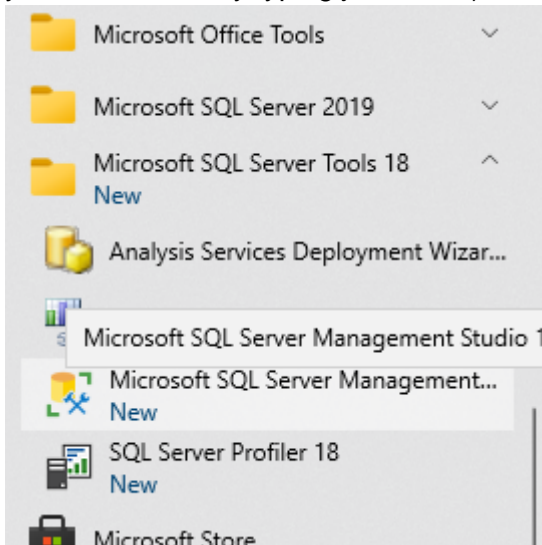 Microsoft Office Tools
Microsoft SQL Server 2019
Microsoft SQL Server Tools 18
New
Analysis Services Deployment Wizar...
Microsoft SQL Server Management Studio 1
Microsoft SQL Server Management...
New
SQL Server Profiler 18
New
Microsoft Store